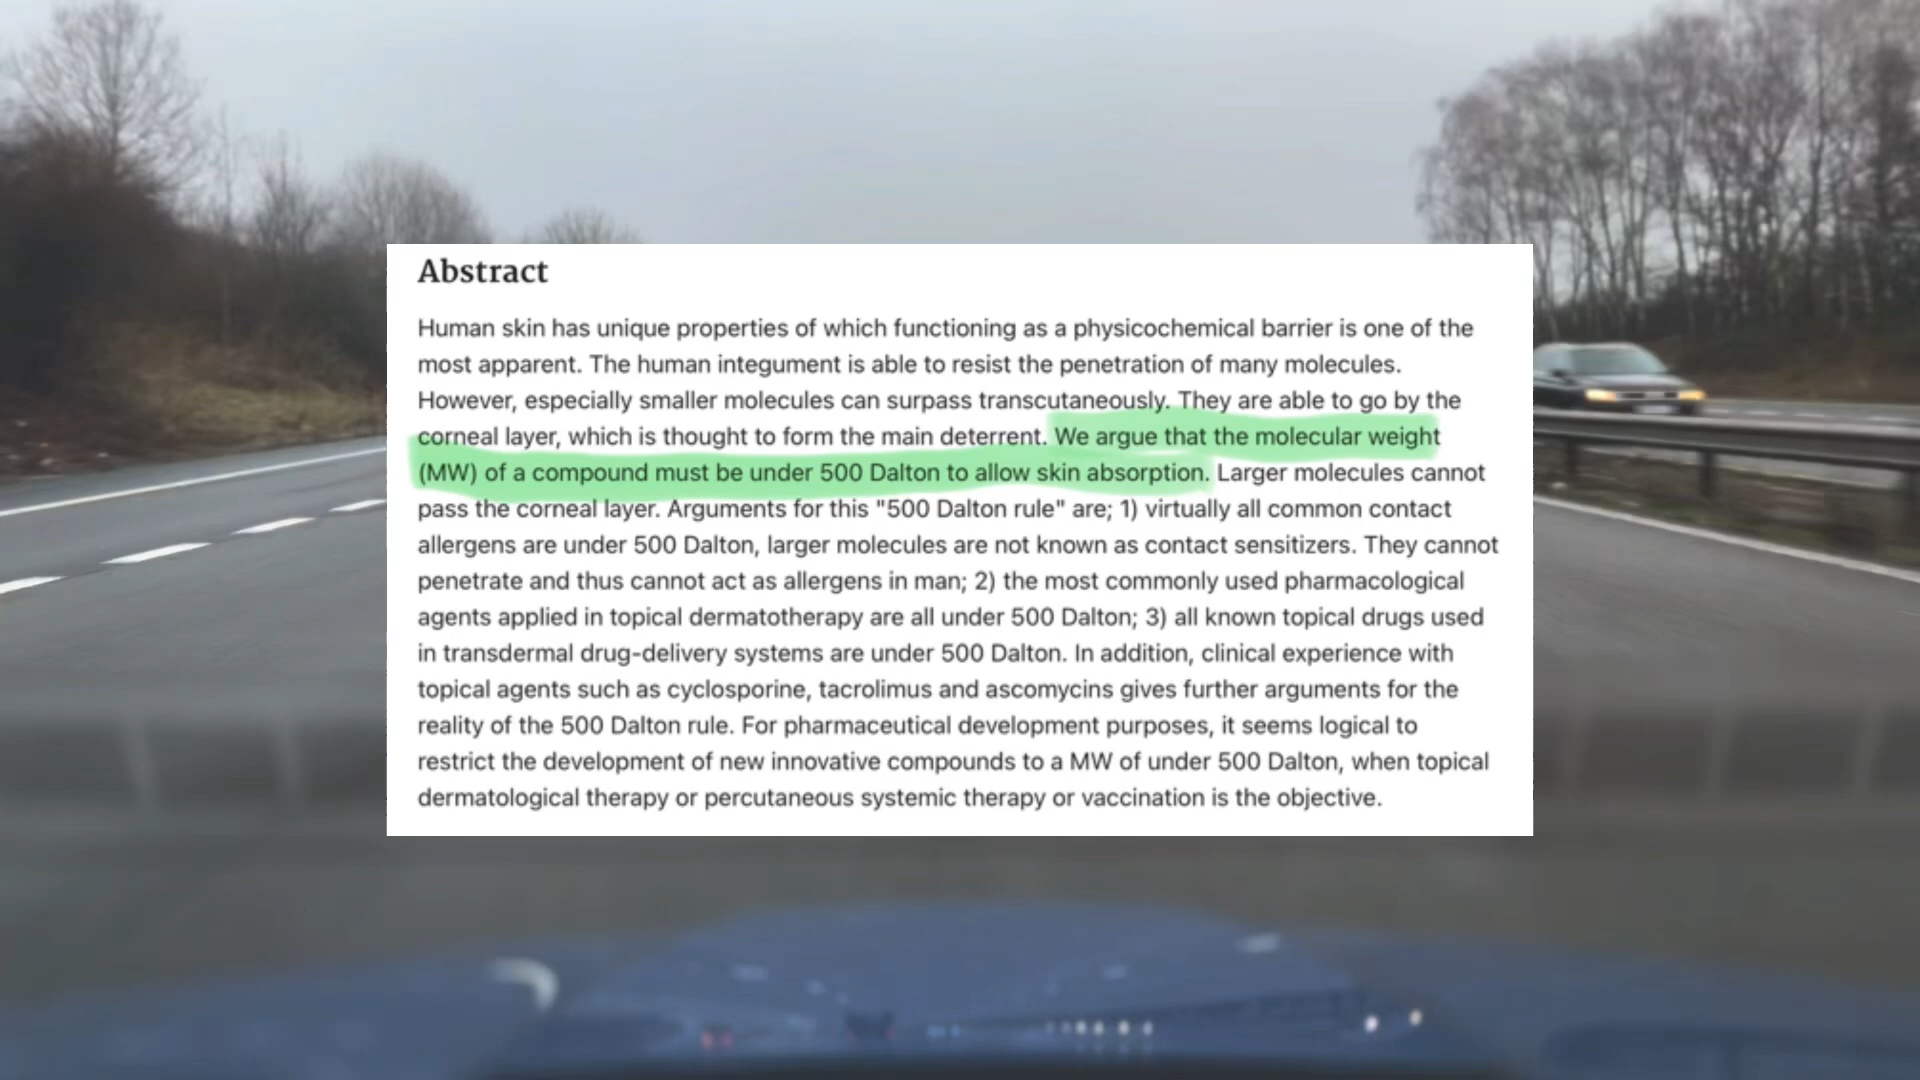 Abstract
Human skin has unique properties of which functioning as a physicochemical barrier is one of the
most apparent. The human integument is able to resist the penetration of many molecules.
However, especially smaller molecules can surpass transcutaneously. They are able to go by the
corneal layer, which is thought to form the main deterrent. We argue that the molecular weight
(MW) of a compound must be under 500 Dalton to allow skin absorption. Larger molecules cannot
pass the corneal layer. Arguments for this "500 Dalton rule" are; 1) virtually all common contact
allergens are under 500 Dalton, larger molecules are not known as contact sensitizers. They cannot
penetrate and thus cannot act as allergens in man; 2) the most commonly used pharmacological
agents applied in topical dermatotherapy are all under 500 Dalton; 3) all known topical drugs used
in transdermal drug-delivery systems are under 500 Dalton. In addition, clinical experience with
topical agents such as cyclosporine, tacrolimus and ascomycins gives further arguments for the
reality of the 500 Dalton rule. For pharmaceutical development purposes, it seems logical to
restrict the development of new innovative compounds to a MW of under 500 Dalton, when topical
dermatological therapy or percutaneous systemic therapy or vaccination is the objective.